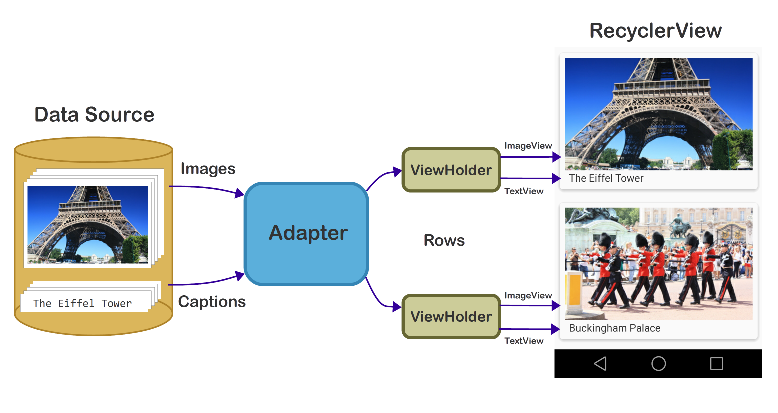 RecyclerView
Data Source
Images
The Eiffel Tower
Captions
Adapter
ViewHolder
ImageView
TextView
The Eiffel Tower
Rows
ViewHolder
ImageView
TextView
Buckingham Palace